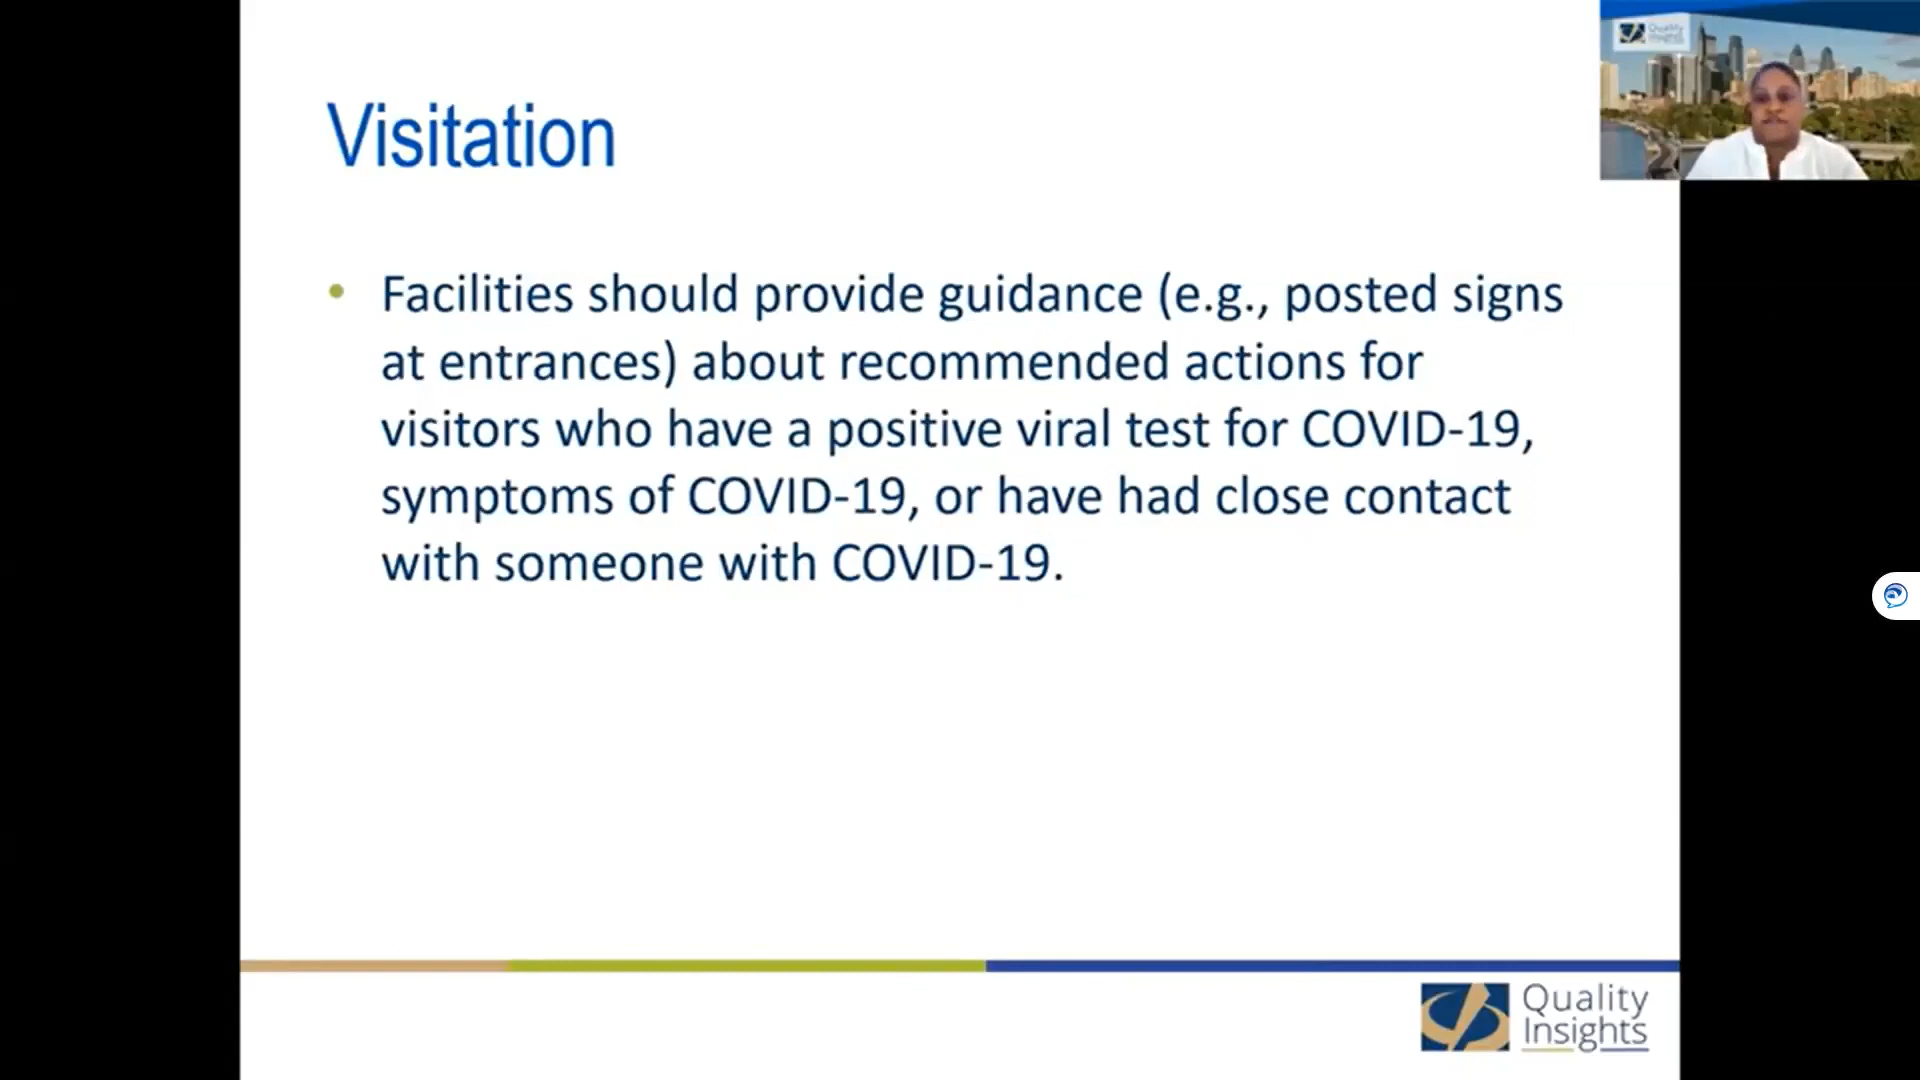 Quality
Insights
Visitation
• Facilities should provide guidance (e.g., posted signs
at entrances) about recommended actions for
visitors who have a positive viral test for COVID-19,
symptoms of COVID-19, or have had close contact
with someone with COVID-19.
Quality
Insights